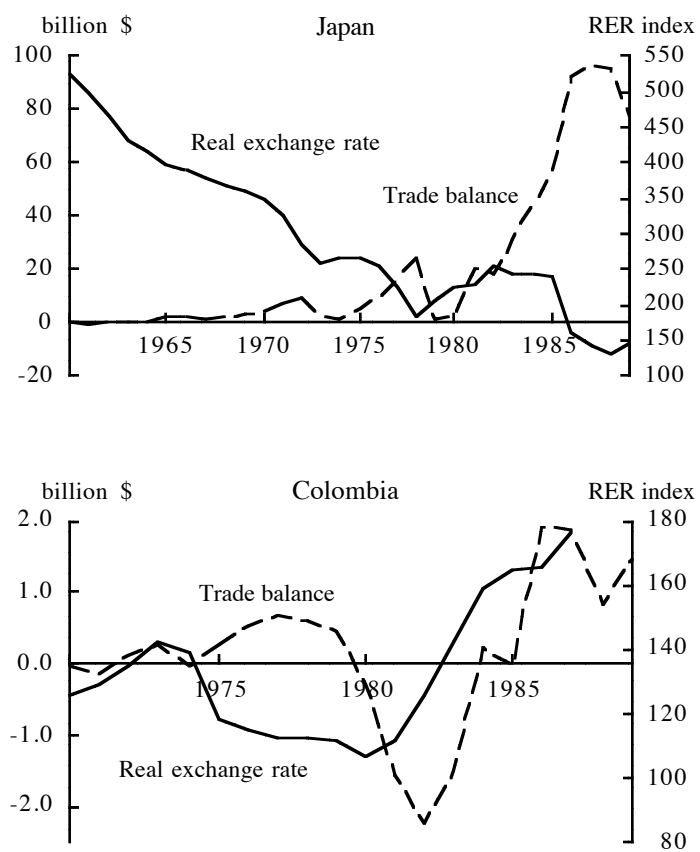 billion $ Japan RER index
100 550
80 500
Real exchange rate 450
60 400
Trade balance
40 350
300
20 250
200
0
1965 1970 1975 1980 1985 150
-20 100
billion $ Colombia RER index
2.0 180
1.0 Trade balance 160
0.0 140
1975 1980 1985
120
-1.0
Real exchange rate 100
-2.0
80